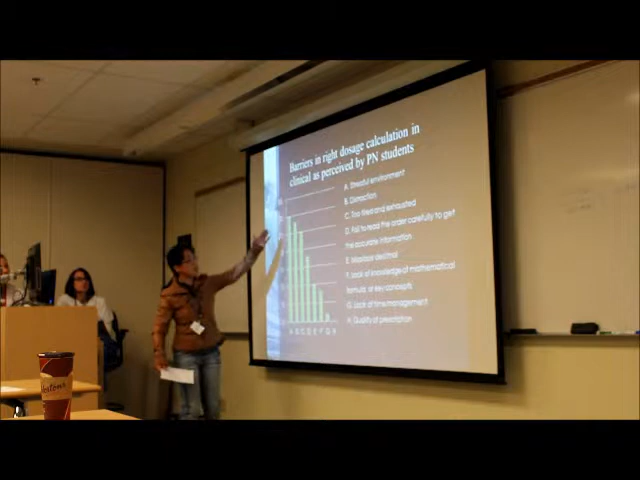 Barriers in right dosage calculation in
clinical as perceived by PN students
A. Stressful environment
B. Distraction
C. Too tired and exhausted
D. Fail to read the order carefully to get
the accurate information
E. Misplace decimal
F. Lack of knowledge of mathematical
formula, or key concepts
G. Lack of time management
H. Quality of prescription
A B C D E F G H